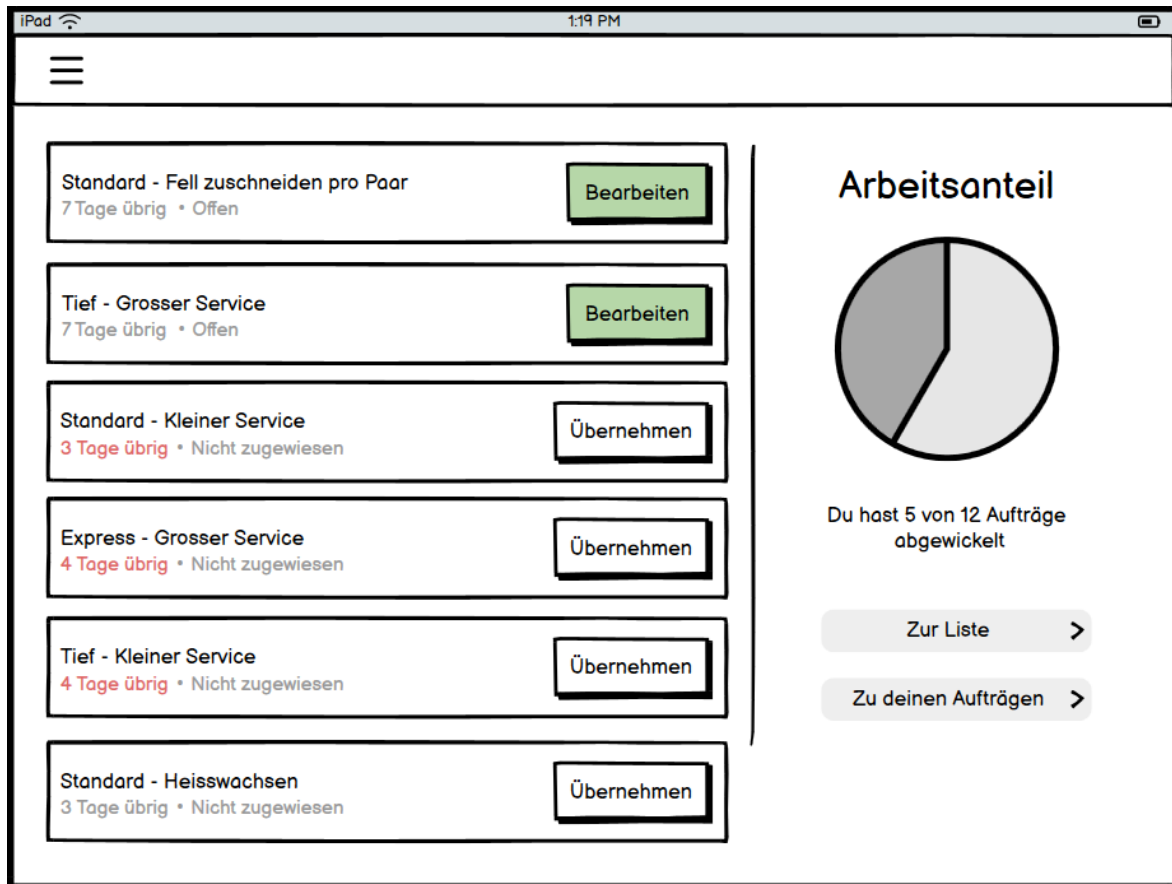 iPad 1:19 PM
Standard - Fell zuschneiden pro Paar
7 Tage übrig • Offen
Bearbeiten
Tief - Grosser Service
7 Tage übrig • Offen
Bearbeiten
Standard - Kleiner Service
3 Tage übrig • Nicht zugewiesen
Übernehmen
Express - Grosser Service
4 Tage übrig • Nicht zugewiesen
Übernehmen
Tief - Kleiner Service
4 Tage übrig • Nicht zugewiesen
Übernehmen
Standard - Heisswachsen
3 Tage übrig • Nicht zugewiesen
Übernehmen
Arbeitsanteil
Du hast 5 von 12 Aufträge
abgewickelt
Zur Liste
Zu deinen Aufträgen